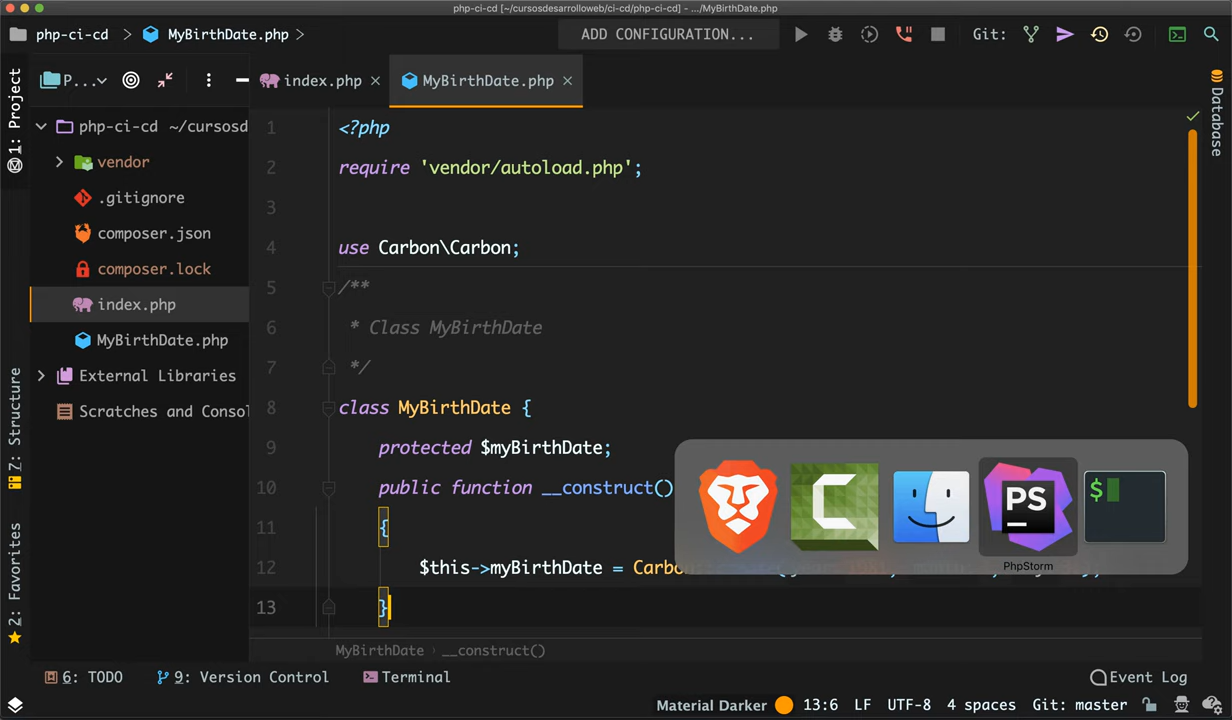 php-ci-cd [~/cursosdesarrolloweb/ci-cd/php-ci-cd] - .../MyBirthDate.php
php-ci-cd
MyBirthDate.php
ADD CONFIGURATION...
Git:
1: Project
P...
index.php
MyBirthDate.php
Database
php-ci-cd ~/cursosd
vendor
.gitignore
composer.json
composer.lock
index.php
MyBirthDate.php
External Libraries
Scratches and Conso
7: Structure
2: Favorites
1 <?php
2 require 'vendor/autoload.php';
3
4 use Carbon\Carbon;
5 /**
6 * Class MyBirthDate
7 */
8 class MyBirthDate {
9 protected $myBirthDate;
10 public function __construct()
11 {
12 $this->myBirthDate = Carbon
13 }
PS
$
PhpStorm
MyBirthDate
__construct()
6: TODO
9: Version Control
Terminal
Event Log
Material Darker
13:6
LF
UTF-8
4 spaces
Git: master